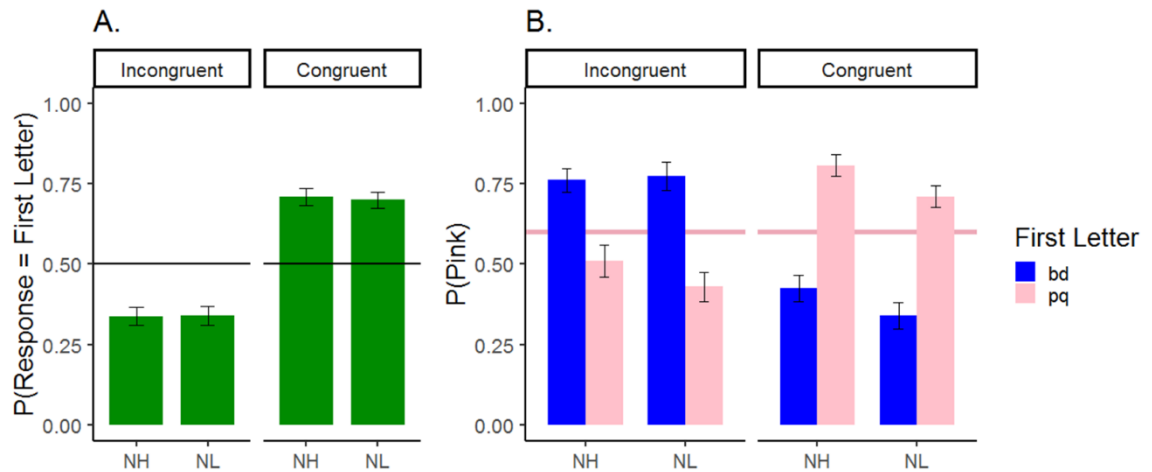 A.
Incongruent Congruent
P(Response = First Letter)
1.00
0.75
0.50
0.25
0.00
NH NL NH NL
B.
Incongruent Congruent
P(Pink)
1.00
0.75
0.50
0.25
0.00
NH NL NH NL
First Letter
bd
pq